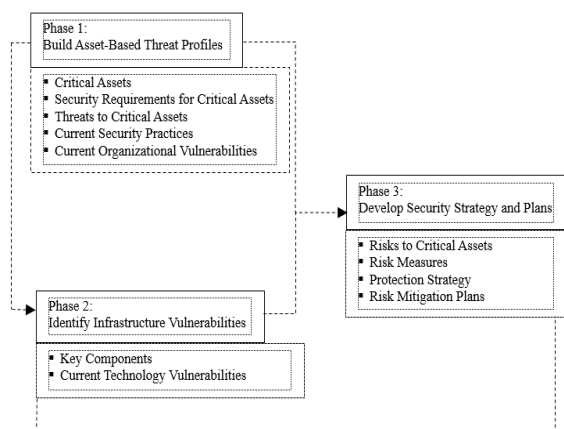 Phase 1:
Build Asset-Based Threat Profiles
▪ Critical Assets
▪ Security Requirements for Critical Assets
▪ Threats to Critical Assets
▪ Current Security Practices
▪ Current Organizational Vulnerabilities
Phase 2:
Identify Infrastructure Vulnerabilities
▪ Key Components
▪ Current Technology Vulnerabilities
Phase 3:
Develop Security Strategy and Plans
▪ Risks to Critical Assets
▪ Risk Measures
▪ Protection Strategy
▪ Risk Mitigation Plans